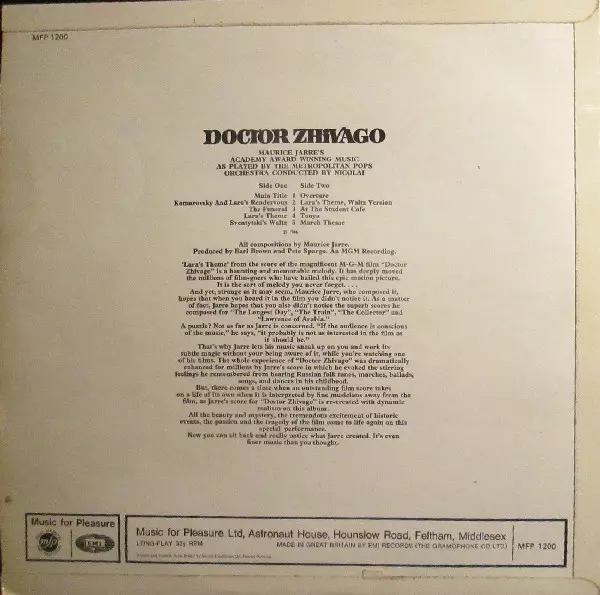 MFP 1200
DOCTOR ZHIVAGO
MAURICE JARRE'S
ACADEMY AWARD WINNING MUSIC
AS PLAYED BY THE METROPOLITAN POPS
ORCHESTRA CONDUCTED BY NICOLAI
Side One Side Two
Main Title 1 Overture
Komarovsky And Lara's Rendezvous 2 Lara's Theme, Waltz Version
The Funeral 3 At The Student Cafe
Lara's Theme 4 Tonya
Sventytski's Waltz 5 March Theme
All compositions by Maurice Jarre.
Produced by Earl Brown and Pete Spargo. An MGM Recording.
'Lara's Theme' from the score of the magnificent M-G-M film "Doctor
Zhivago" is a haunting and memorable melody. It has deeply moved
the millions of film-goers who have hailed this epic motion picture.
It is the sort of melody you never forget. . . .
And yet, strange as it may seem, Maurice Jarre, who composed it,
hopes that when you heard it in the film you didn't notice it. As a matter
of fact, Jarre hopes that you also didn't notice the superb scores he
composed for "The Longest Day", "The Train", "The Collector" and
"Lawrence of Arabia."
A puzzle? Not as far as Jarre is concerned. "If the audience is conscious
of the music," he says, "it probably is not as interested in the film as
it should be."
That's why Jarre lets his music sneak up on you and work its
subtle magic without your being aware of it, while you're watching one
of his films. The whole experience of "Doctor Zhivago" was dramatically
enhanced for millions by Jarre's score in which he evoked the stirring
feelings he remembered from hearing Russian folk tunes, marches, ballads,
songs, and dances in his childhood.
But, there comes a time when an outstanding film score takes
on a life of its own when it is interpreted by fine musicians away from the
film, as Jarre's score for "Doctor Zhivago" is re-treated with dynamic
realism on this album.
All the beauty and mystery, the tremendous excitement of historic
events, the passion and the tragedy of the film come to life again on this
special performance.
Now you can sit back and really notice what Jarre created. It's even
finer music than you thought.
Music for Pleasure
mfp
EMI
Music for Pleasure Ltd, Astronaut House, Hounslow Road, Feltham, Middlesex
LONG-PLAY 33⅓ RPM
MADE IN GREAT BRITAIN BY EMI RECORDS (THE GRAMOPHONE CO LTD)
MFP 1200